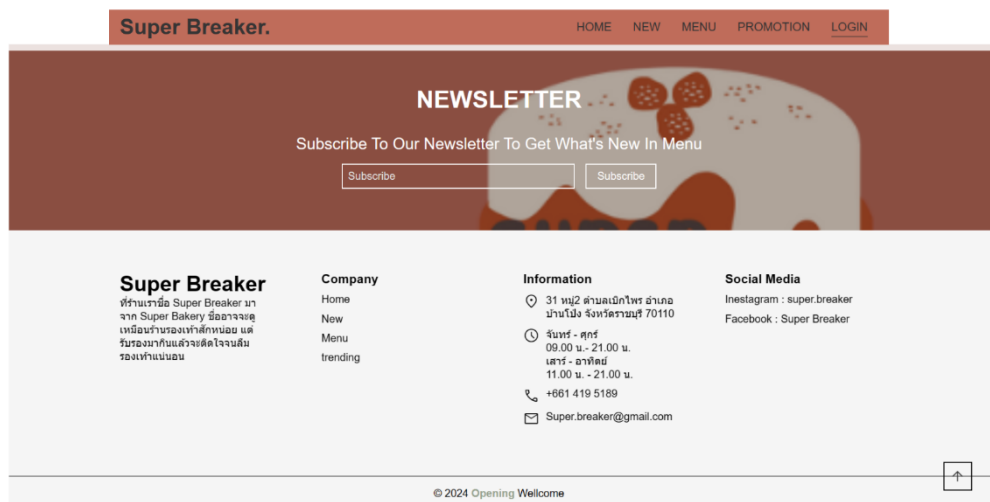 Super Breaker.
HOME NEW MENU PROMOTION LOGIN
NEWSLETTER
Subscribe To Our Newsletter To Get What's New In Menu
Subscribe
Subscribe
Super Breaker
ที่ร้านเราชื่อ Super Breaker มา
จาก Super Bakery ชื่ออาจจะดู
เหมือนร้านรองเท้าสักหน่อย แต่
รับรองมากินแล้วจะติดใจจนลืม
รองเท้าแน่นอน
Company
Home
New
Menu
trending
Information
31 หมู่2 ตำบลเบิกไพร อำเภอ
บ้านโป่ง จังหวัดราชบุรี 70110
จันทร์ - ศุกร์
09.00 น.- 21.00 น.
เสาร์ - อาทิตย์
11.00 น. - 21.00 น.
+661 419 5189
Super.breaker@gmail.com
Social Media
Inestagram : super.breaker
Facebook : Super Breaker
© 2024 Opening Wellcome